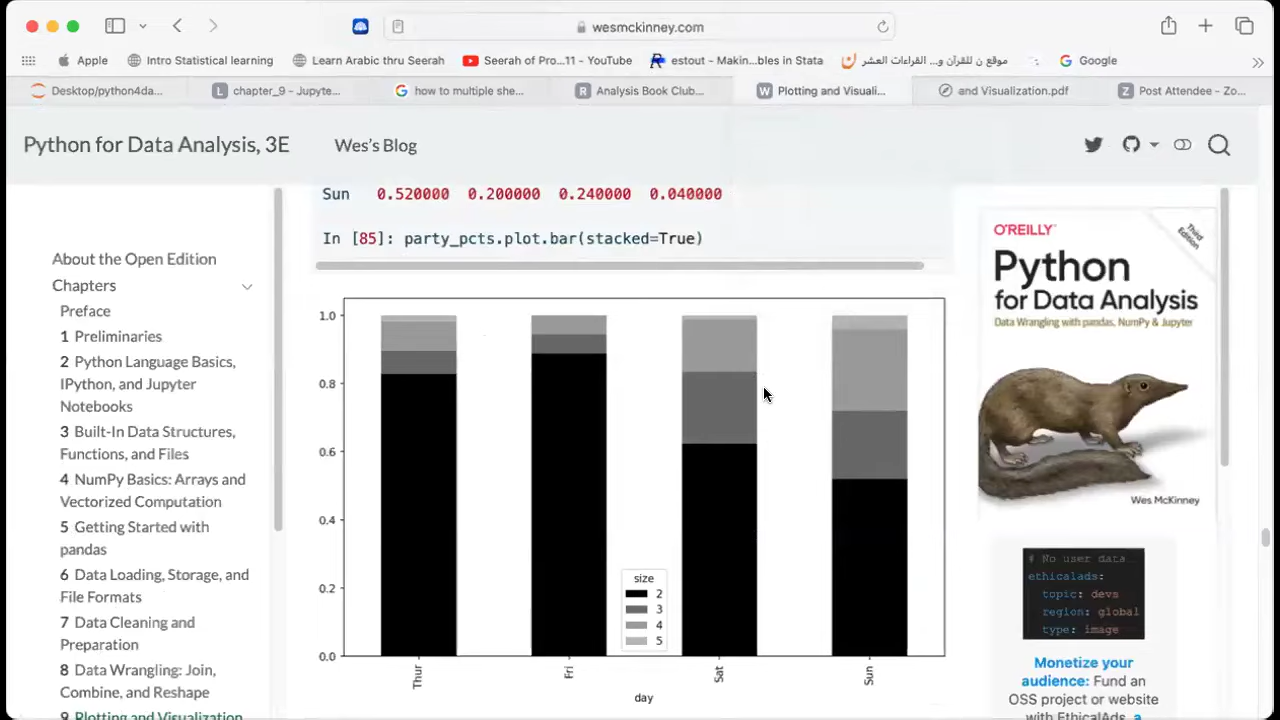 wesmckinney.com
Apple
Intro Statistical learning
Learn Arabic thru Seerah
Seerah of Pro...11 - YouTube
estout - Makin...bles in Stata
موقع ن للقرآن و... القراءات العشر
Google
Desktop/python4da...
chapter_9 - Jupyte...
how to multiple she...
Analysis Book Club...
Plotting and Visuali...
and Visualization.pdf
Post Attendee - Zo...
Python for Data Analysis, 3E
Wes's Blog
About the Open Edition
Chapters
Preface
1 Preliminaries
2 Python Language Basics,
IPython, and Jupyter
Notebooks
3 Built-In Data Structures,
Functions, and Files
4 NumPy Basics: Arrays and
Vectorized Computation
5 Getting Started with
pandas
6 Data Loading, Storage, and
File Formats
7 Data Cleaning and
Preparation
8 Data Wrangling: Join,
Combine, and Reshape
9 Plotting and Visualization
Sun 0.520000 0.200000 0.240000 0.040000
In [85]: party_pcts.plot.bar(stacked=True)
1.0
0.8
0.6
0.4
0.2
0.0
size
2
3
4
5
Thur
Fri
Sat
Sun
day
O'REILLY
Third
Edition
Python
for Data Analysis
Data Wrangling with pandas, NumPy & Jupyter
Wes McKinney
# No user data
ethicalads:
topic: devs
region: global
type: image
Monetize your
audience: Fund an
OSS project or website
with EthicalAds, a